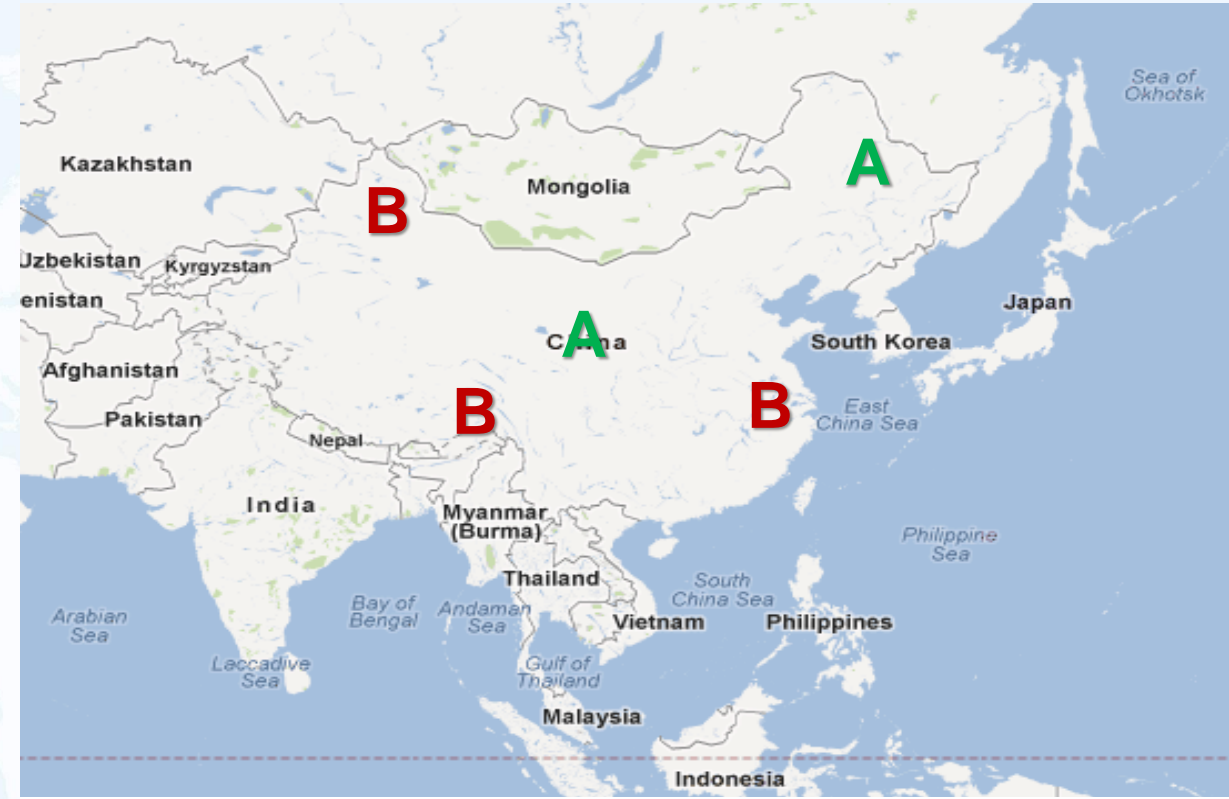 Sea of
Okhotsk
A
Kazakhstan
Mongolia
B
Uzbekistan
Kyrgyzstan
enistan
Japan
A
China
South Korea
Afghanistan
B
B
East
China Sea
Pakistan
Nepal
India
Myanmar
(Burma)
Philippine
Sea
Thailand
South
China Sea
Bay of
Bengal
Andaman
Sea
Arabian
Sea
Vietnam
Philippines
Laccadive
Sea
Gulf of
Thailand
Malaysia
Indonesia